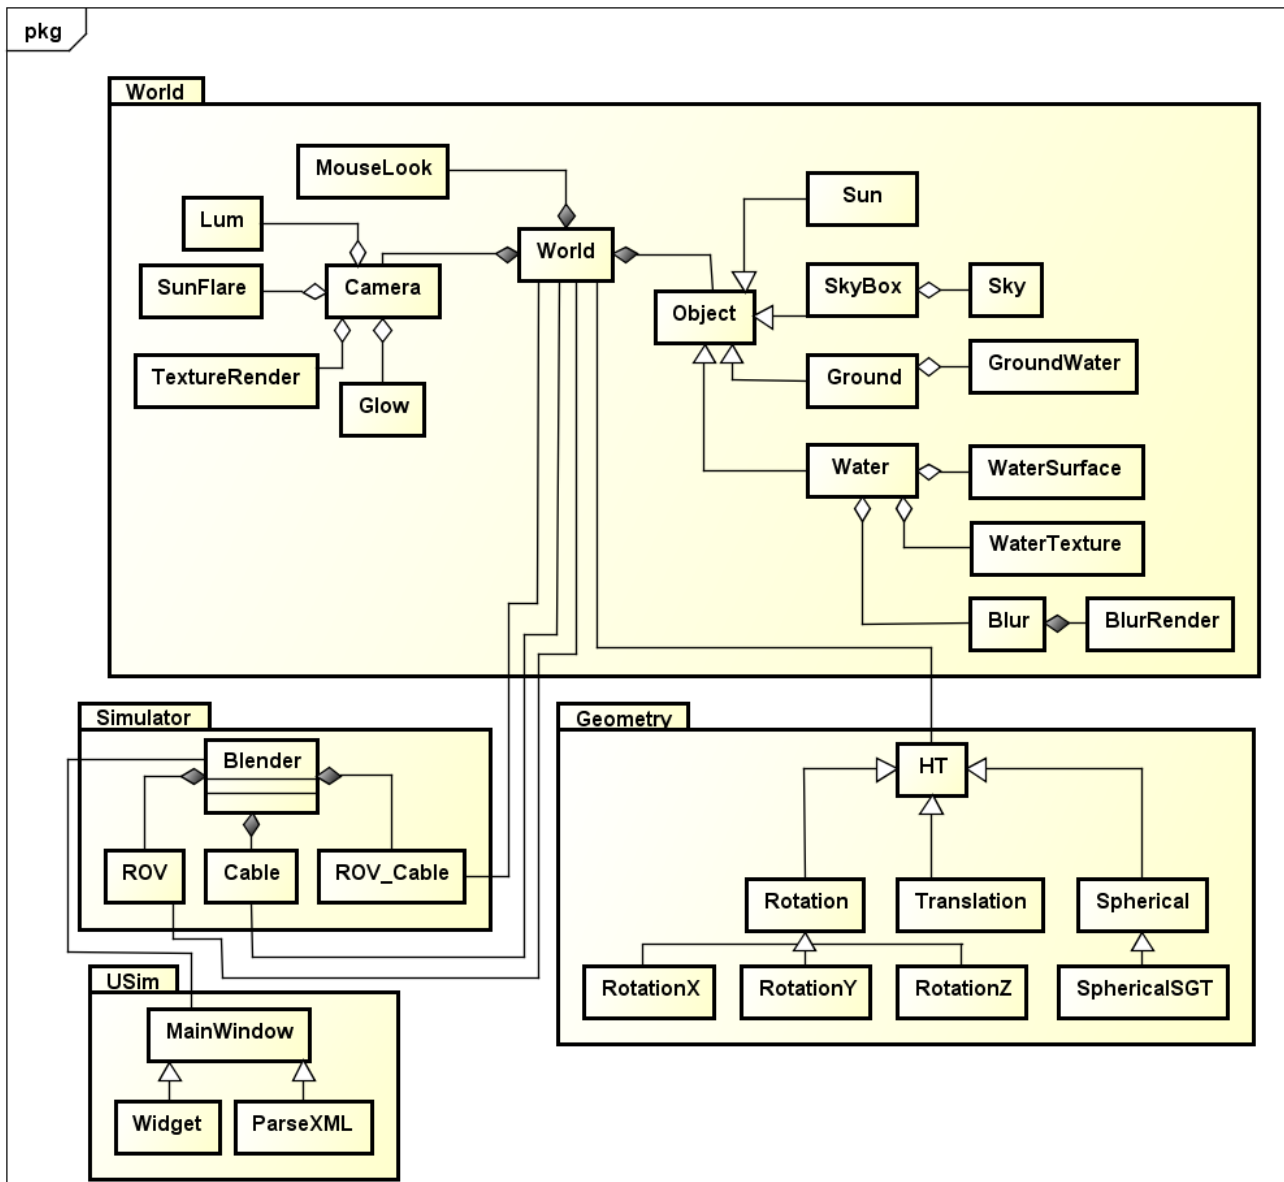 pkg
World
MouseLook
Sun
Lum
World
SkyBox
Sky
SunFlare
Camera
Object
TextureRender
Glow
Ground
GroundWater
Water
WaterSurface
WaterTexture
Blur
BlurRender
Simulator
Blender
ROV
Cable
ROV_Cable
Geometry
HT
Rotation
Translation
Spherical
RotationX
RotationY
RotationZ
SphericalSGT
USim
MainWindow
Widget
ParseXML